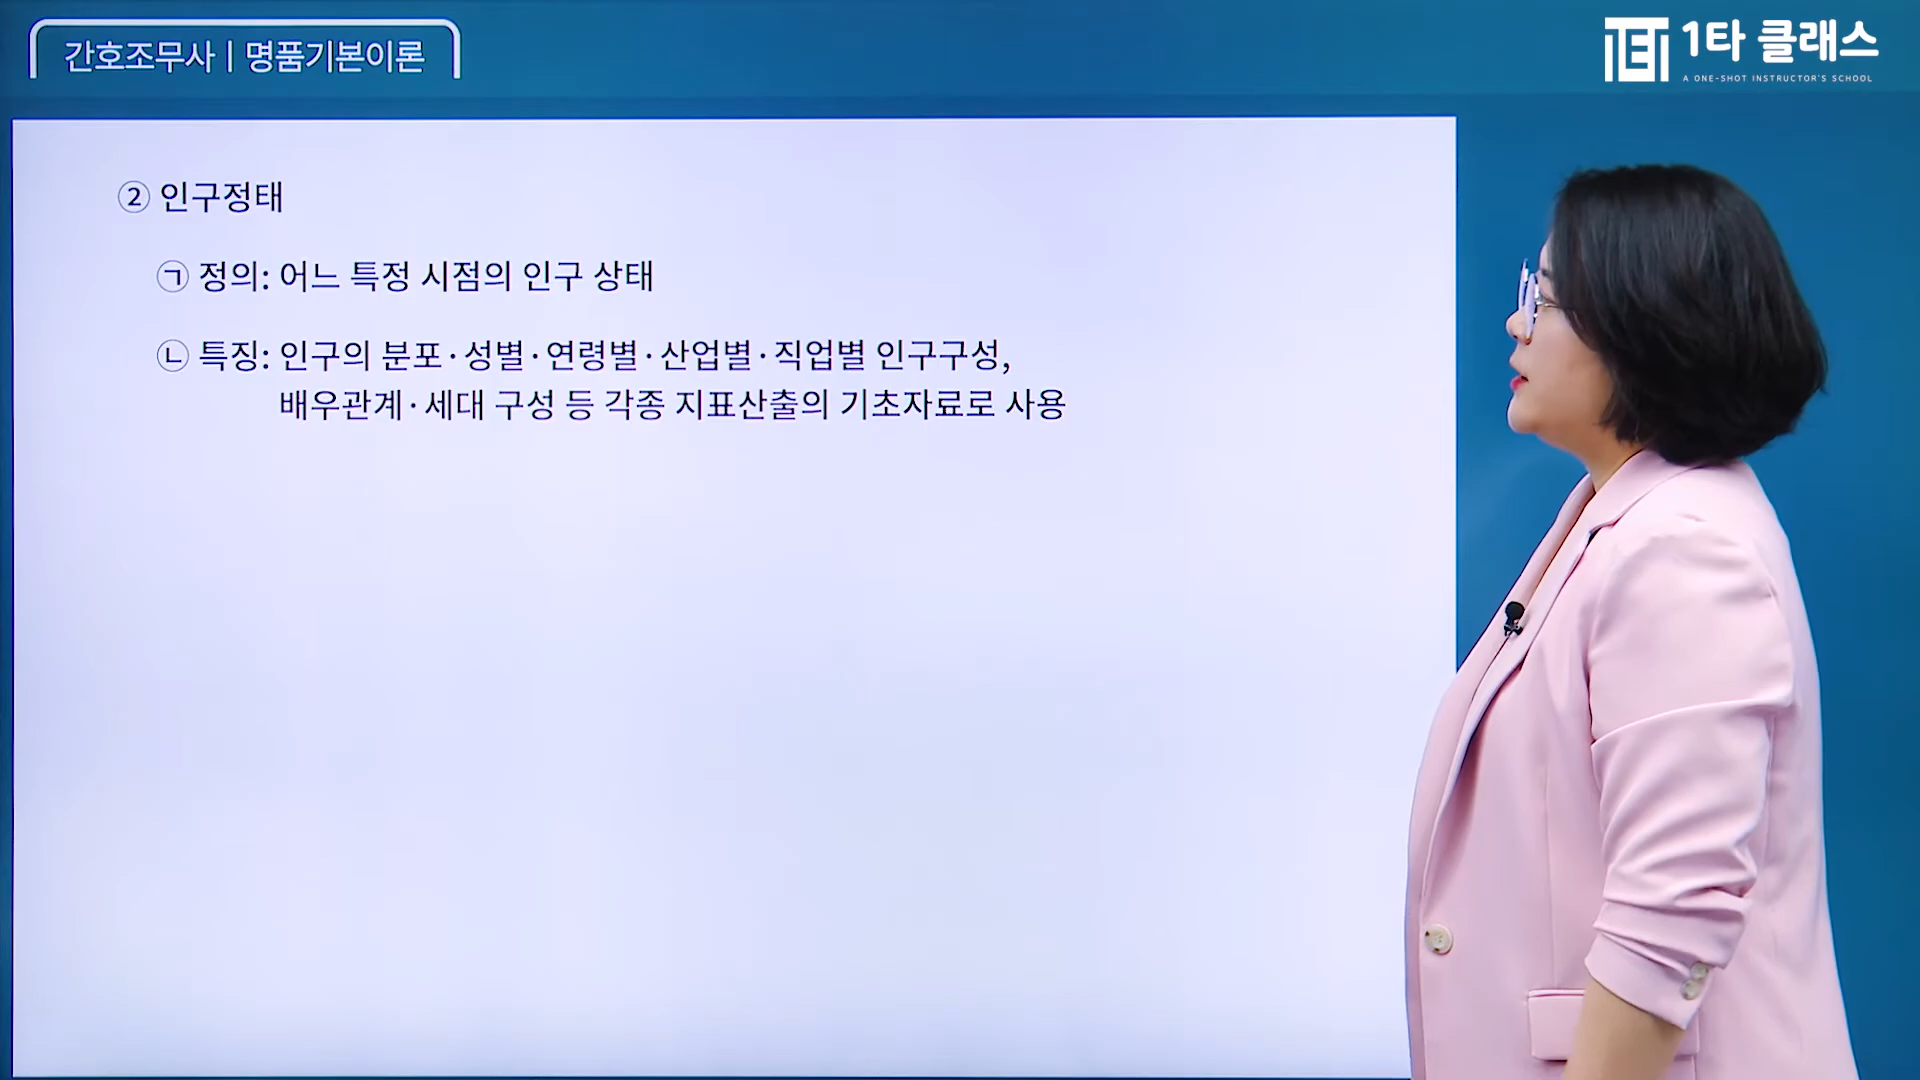 간호조무사 | 명품기본이론
1타 클래스
A ONE-SHOT INSTRUCTOR'S SCHOOL
② 인구정태
㉠ 정의: 어느 특정 시점의 인구 상태
㉡ 특징: 인구의 분포·성별·연령별·산업별·직업별 인구구성,
배우관계·세대 구성 등 각종 지표산출의 기초자료로 사용